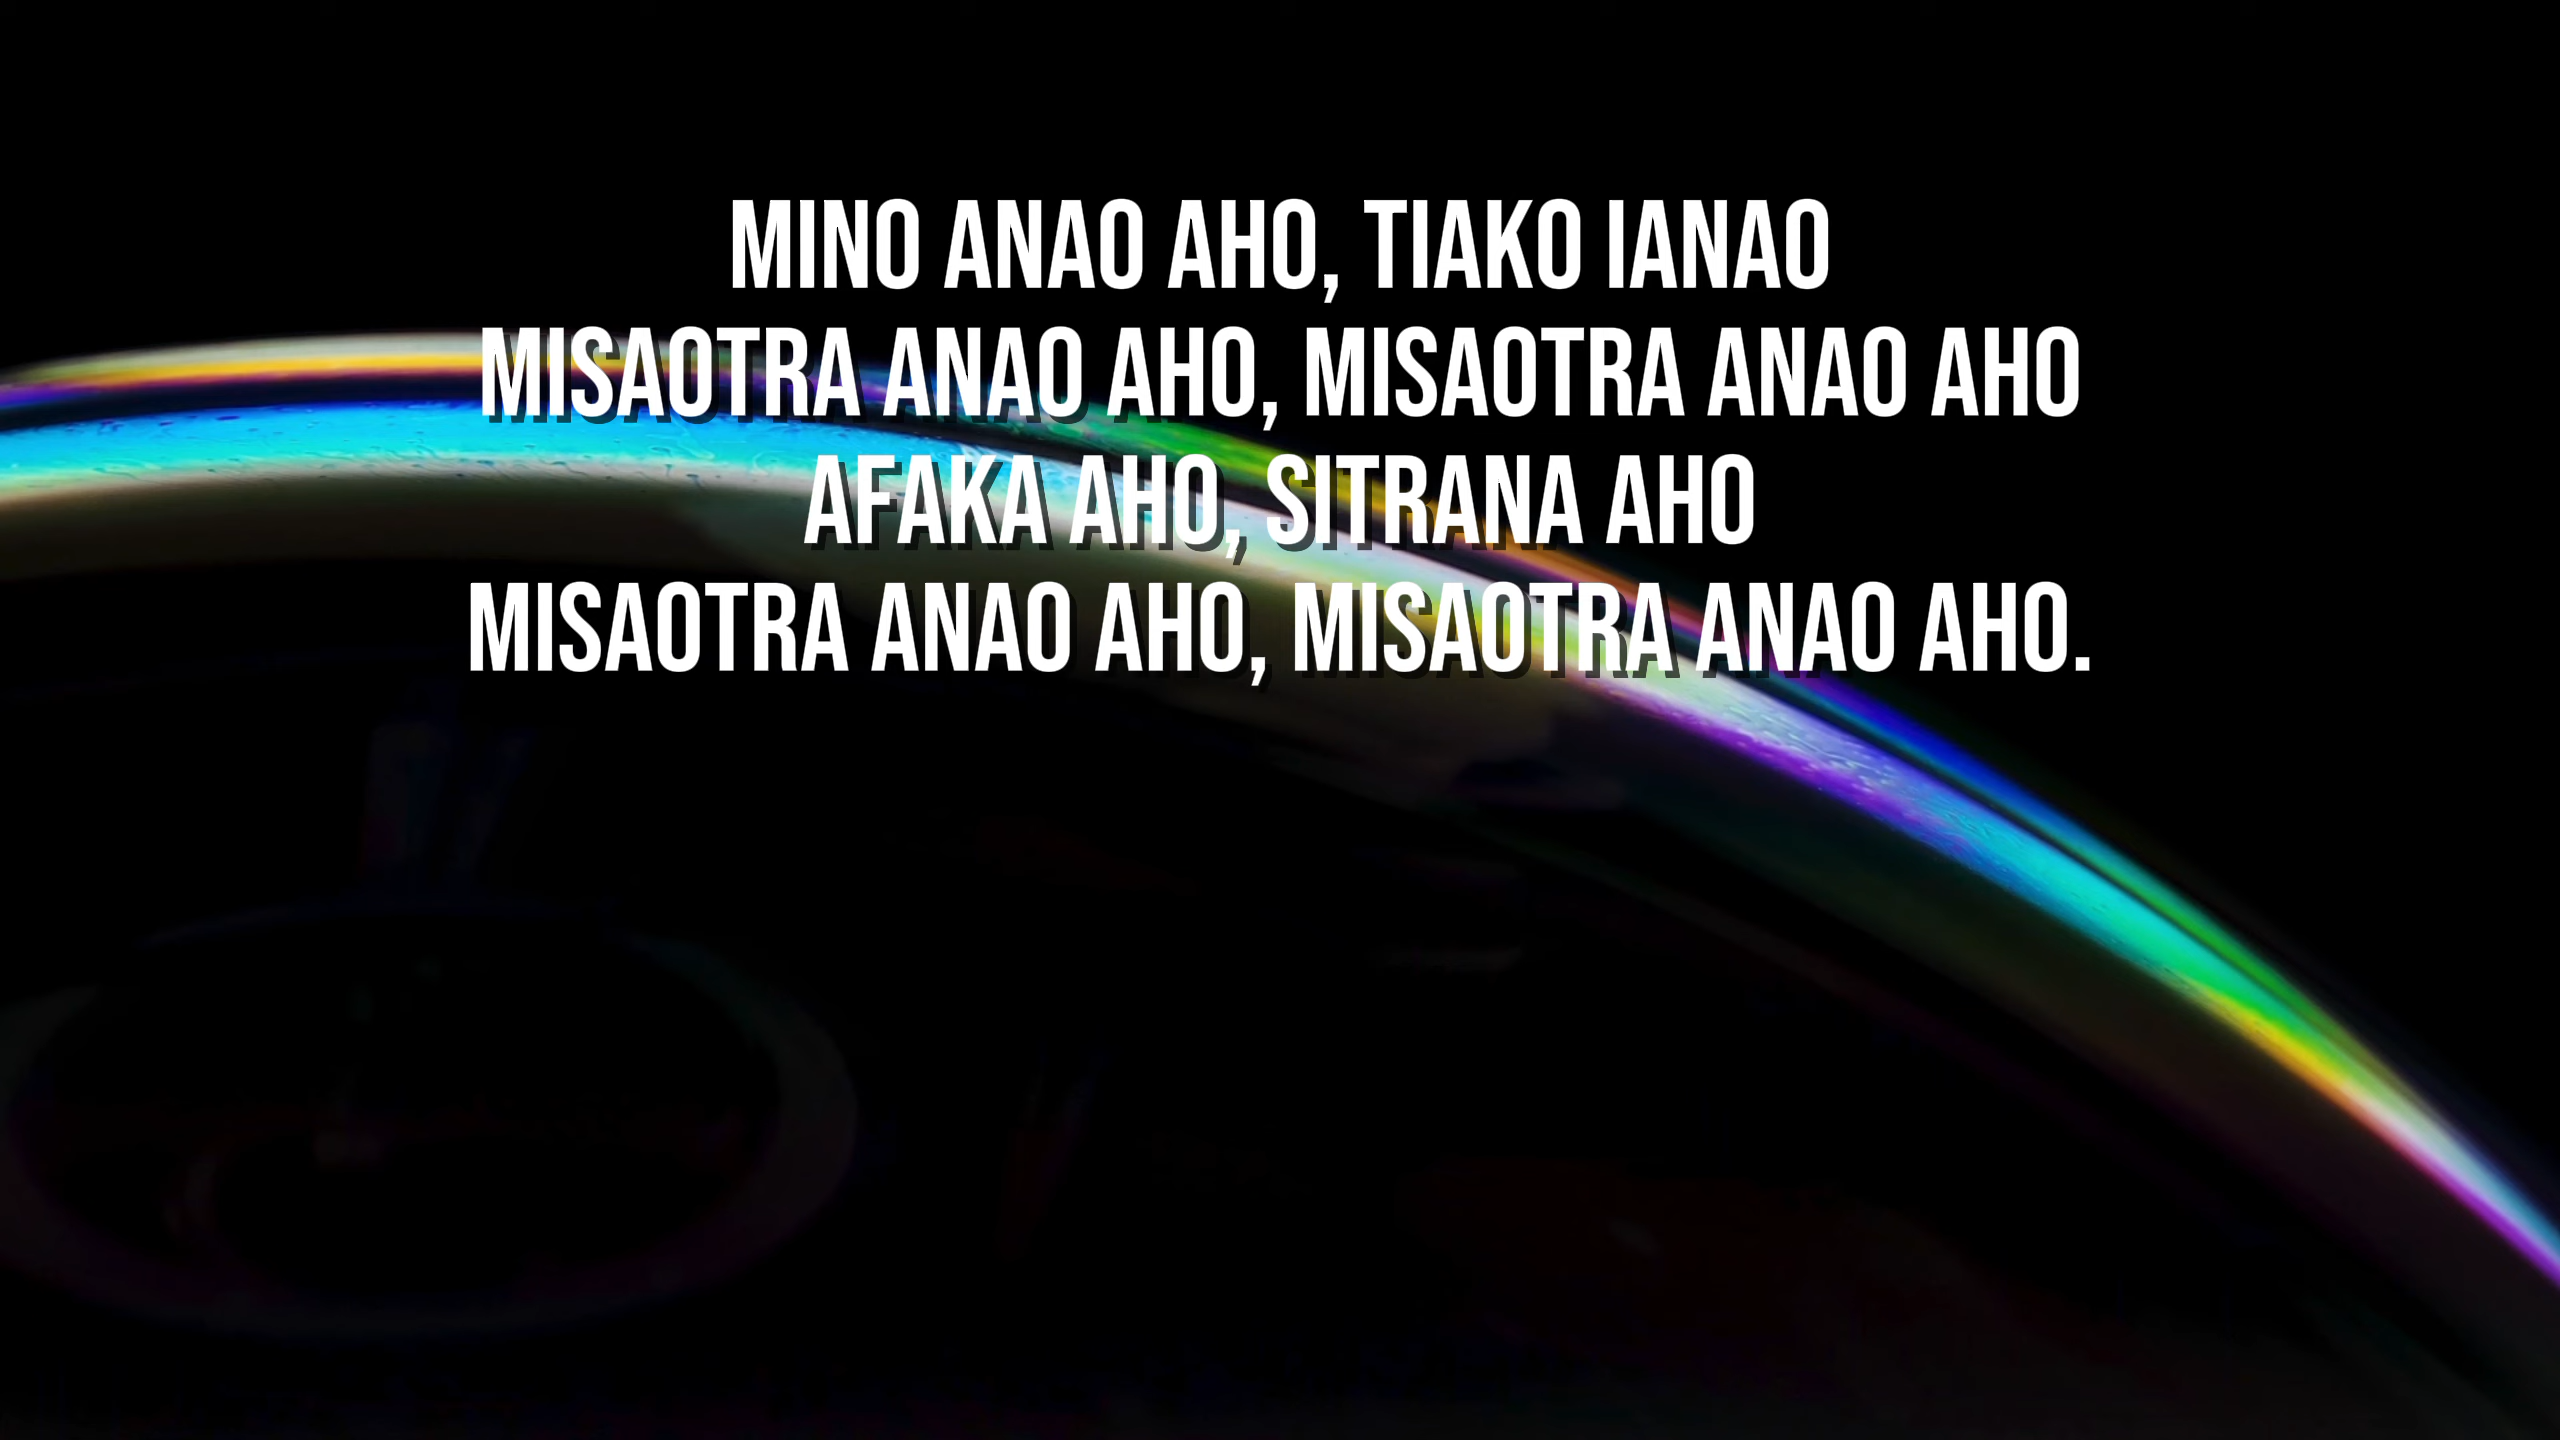 MINO ANAO AHO, TIAKO IANAO
MISAOTRA ANAO AHO, MISAOTRA ANAO AHO
AFAKA AHO, SITRANA AHO
MISAOTRA ANAO AHO, MISAOTRA ANAO AHO.